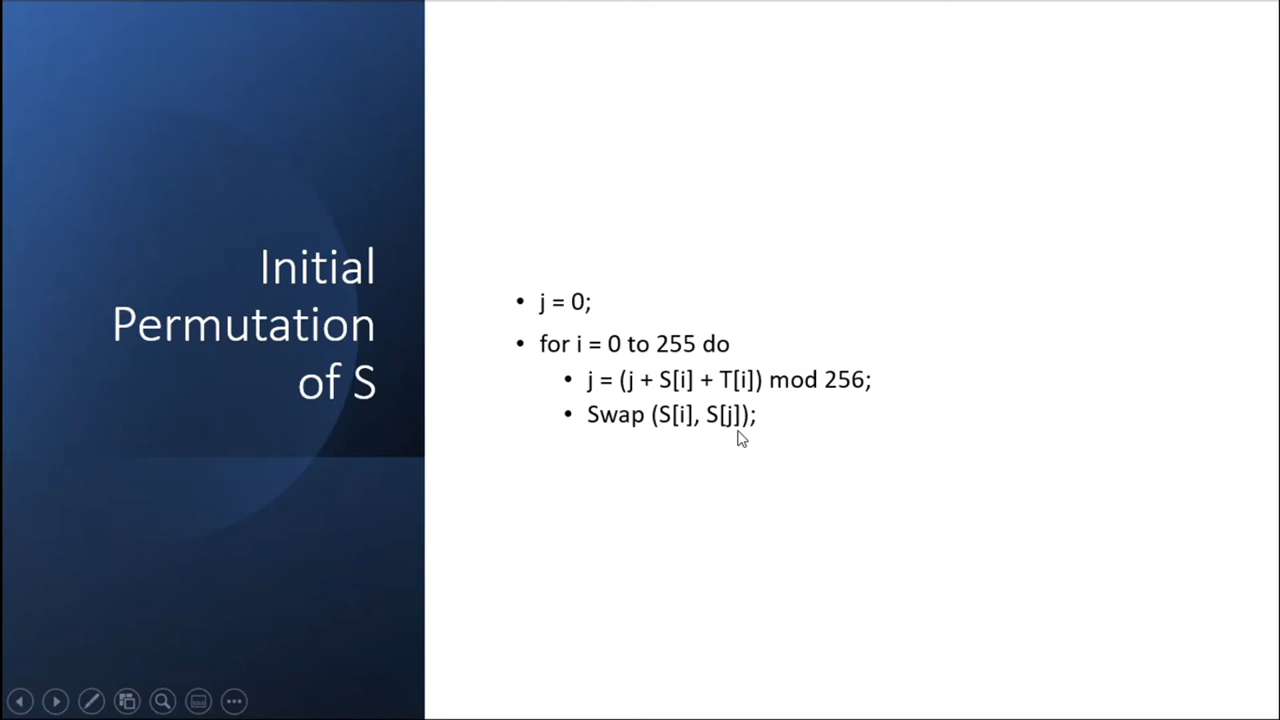 Initial
Permutation
of S
• j = 0;
• for i = 0 to 255 do
• j = (j + S[i] + T[i]) mod 256;
• Swap (S[i], S[j]);